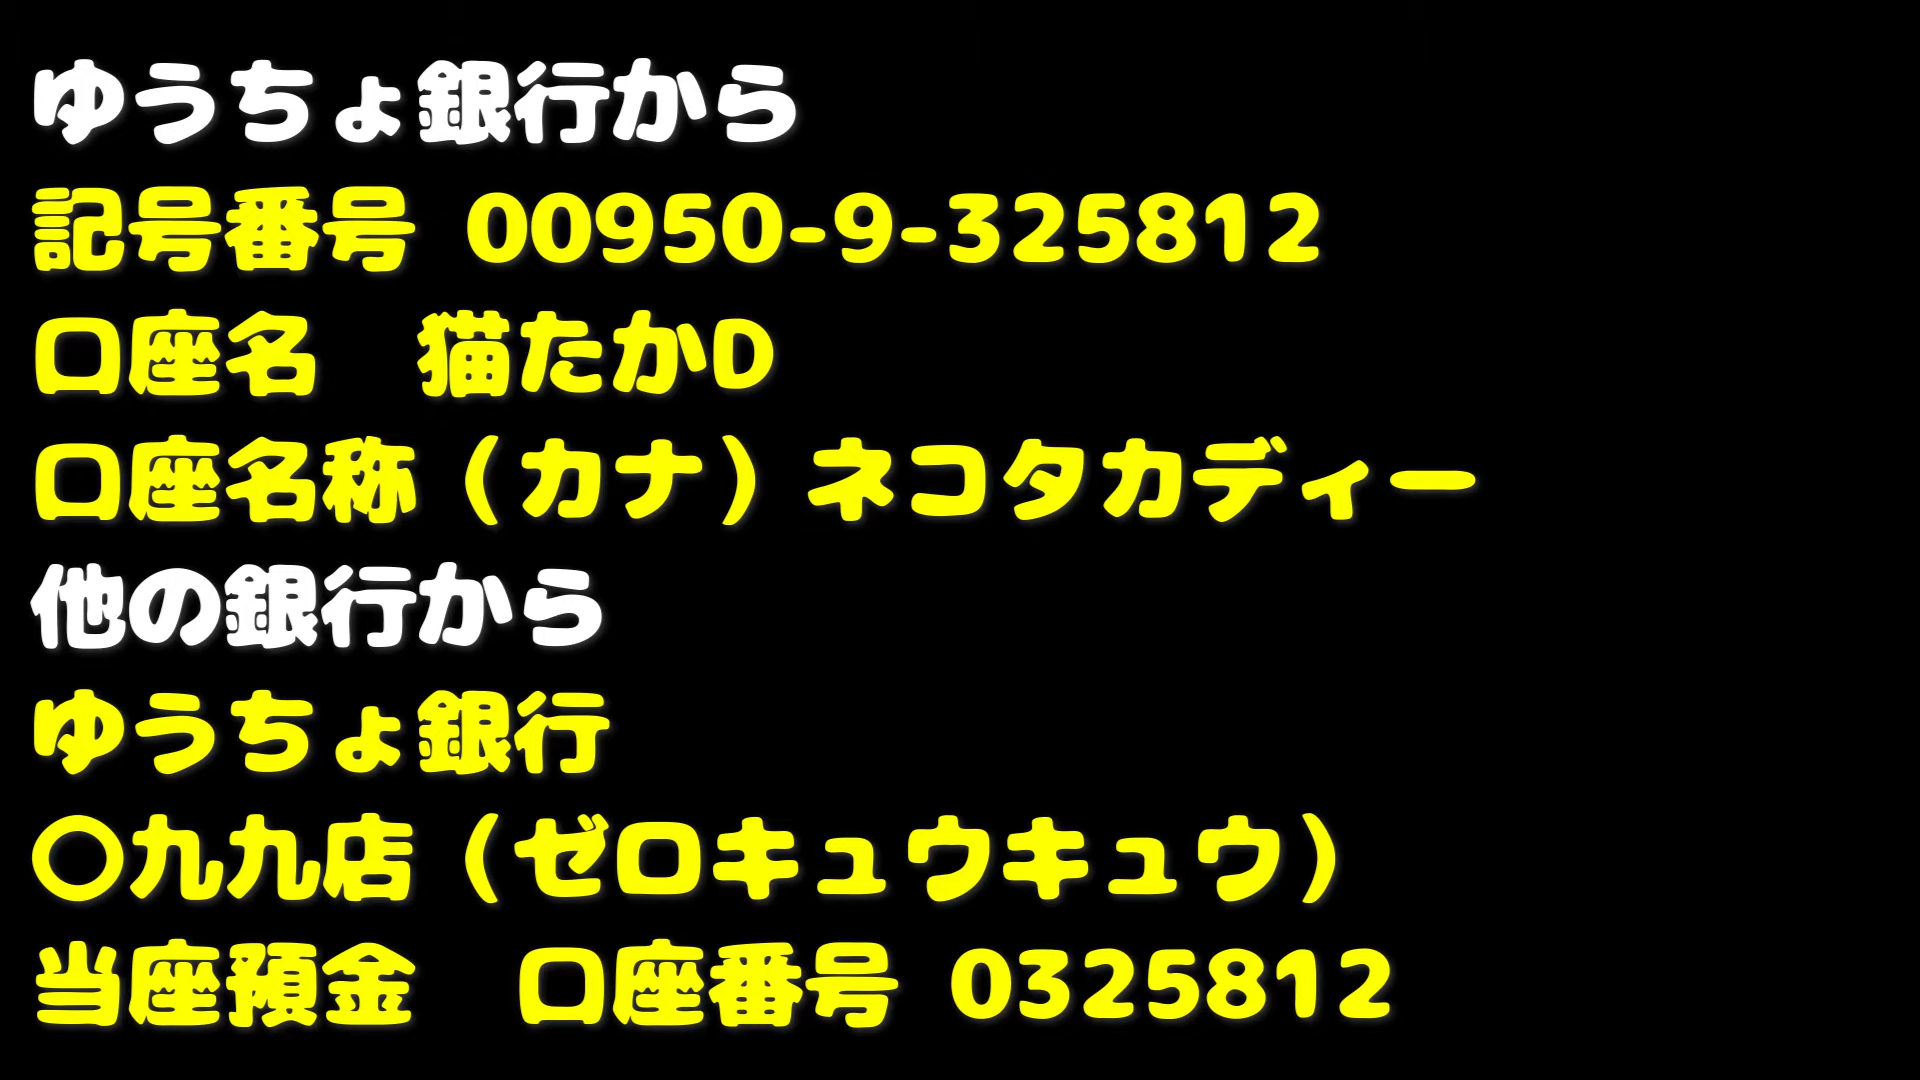 ゆうちょ銀行から
記号番号 00950-9-325812
口座名　猫たかD
口座名称（カナ）ネコタカディー
他の銀行から
ゆうちょ銀行
〇九九店（ゼロキュウキュウ）
当座預金　口座番号 0325812